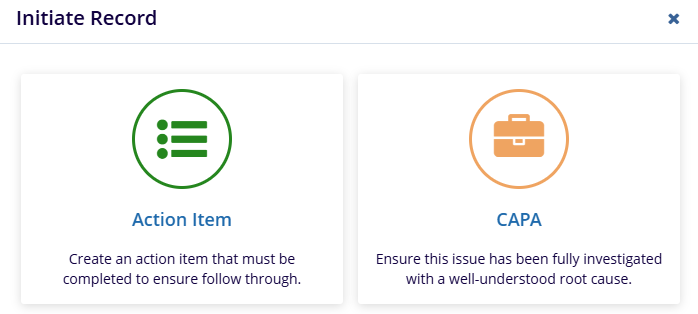 Initiate Record
Action Item
Create an action item that must be
completed to ensure follow through.
CAPA
Ensure this issue has been fully investigated
with a well-understood root cause.